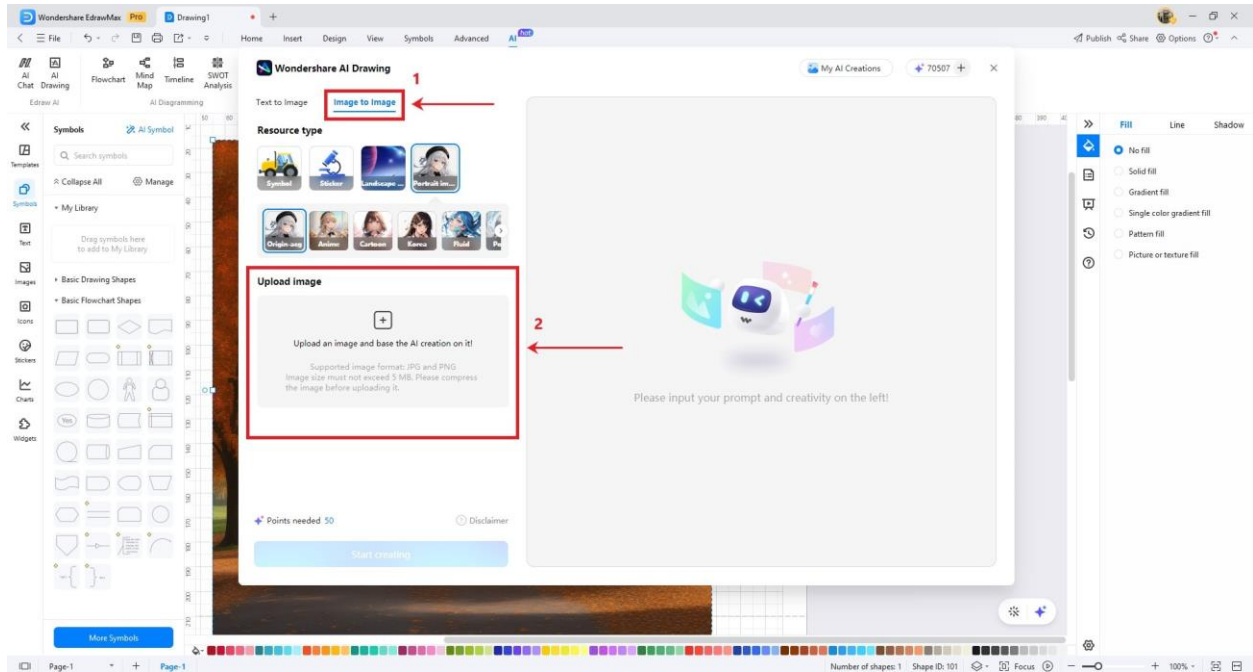 Wondershare EdrawMax Pro Drawing1
File Home Insert Design View Symbols Advanced AI hot Publish Share Options
AI Chat
AI Drawing
Flowchart
Mind Map
Timeline
SWOT Analysis
Edraw AI
AI Diagramming
Templates
Symbols
Text
Images
Icons
Stickers
Charts
Widgets
Symbols AI Symbol
Search symbols
Collapse All Manage
My Library
Drag symbols here
to add to My Library
Basic Drawing Shapes
Basic Flowchart Shapes
Yes
More Symbols
Wondershare AI Drawing
My AI Creations 70507 +
1
Text to Image Image to Image
Resource type
Symbol Sticker Landscape ... Portrait im...
Anime Cartoon Korea Fluid
Upload image
2
Upload an image and base the AI creation on it!
Supported image format: JPG and PNG.
Image size must not exceed 5 MB. Please compress
the image before uploading it.
Points needed 50 Disclaimer
Start creating
Please input your prompt and creativity on the left!
Fill Line Shadow
No fill
Solid fill
Gradient fill
Single color gradient fill
Pattern fill
Picture or texture fill
Page-1 + Page-1 Number of shapes: 1 Shape ID: 101 Focus 100%